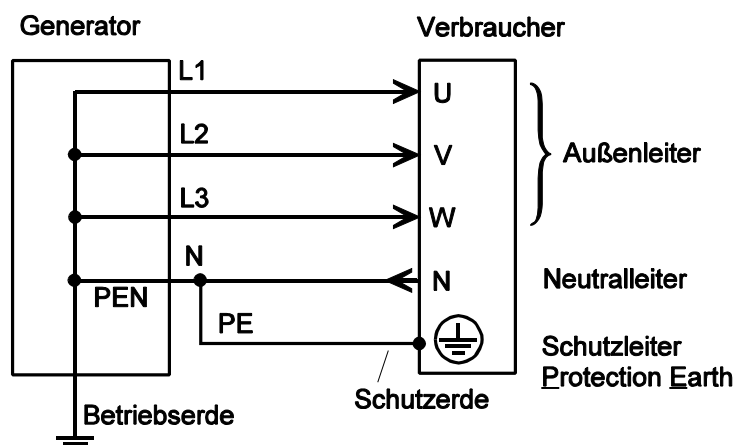 Generator
Verbraucher
L1
U
L2
V
Außenleiter
L3
W
N
N
Neutralleiter
PEN
PE
Schutzleiter
Protection Earth
Schutzerde
Betriebserde